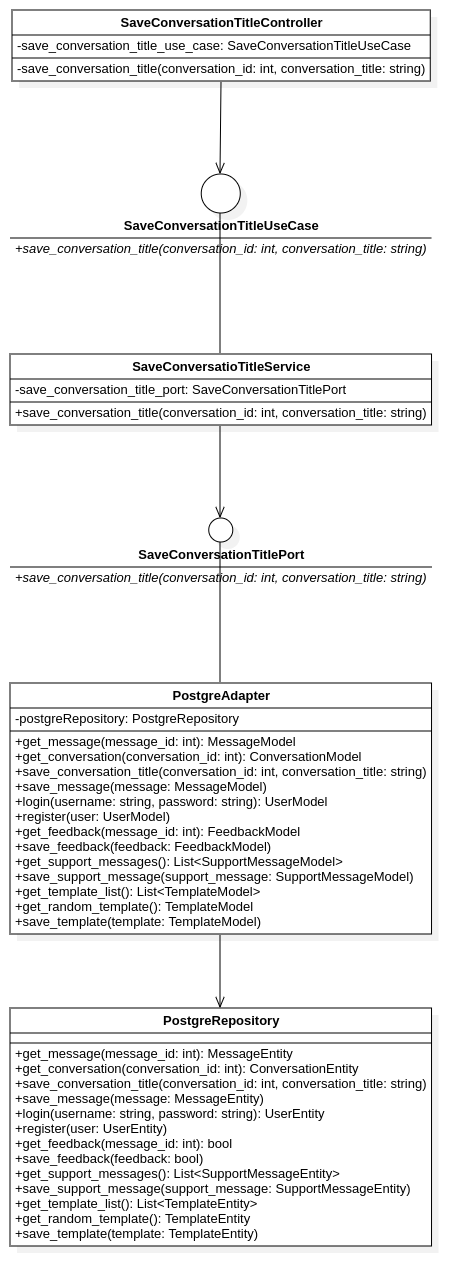 SaveConversationTitleController
-save_conversation_title_use_case: SaveConversationTitleUseCase
-save_conversation_title(conversation_id: int, conversation_title: string)
SaveConversationTitleUseCase
+save_conversation_title(conversation_id: int, conversation_title: string)
SaveConversatioTitleService
-save_conversation_title_port: SaveConversationTitlePort
+save_conversation_title(conversation_id: int, conversation_title: string)
SaveConversationTitlePort
+save_conversation_title(conversation_id: int, conversation_title: string)
PostgreAdapter
-postgreRepository: PostgreRepository
+get_message(message_id: int): MessageModel
+get_conversation(conversation_id: int): ConversationModel
+save_conversation_title(conversation_id: int, conversation_title: string)
+save_message(message: MessageModel)
+login(username: string, password: string): UserModel
+register(user: UserModel)
+get_feedback(message_id: int): FeedbackModel
+save_feedback(feedback: FeedbackModel)
+get_support_messages(): List<SupportMessageModel>
+save_support_message(support_message: SupportMessageModel)
+get_template_list(): List<TemplateModel>
+get_random_template(): TemplateModel
+save_template(template: TemplateModel)
PostgreRepository
+get_message(message_id: int): MessageEntity
+get_conversation(conversation_id: int): ConversationEntity
+save_conversation_title(conversation_id: int, conversation_title: string)
+save_message(message: MessageEntity)
+login(username: string, password: string): UserEntity
+register(user: UserEntity)
+get_feedback(message_id: int): bool
+save_feedback(feedback: bool)
+get_support_messages(): List<SupportMessageEntity>
+save_support_message(support_message: SupportMessageEntity)
+get_template_list(): List<TemplateEntity>
+get_random_template(): TemplateEntity
+save_template(template: TemplateEntity)